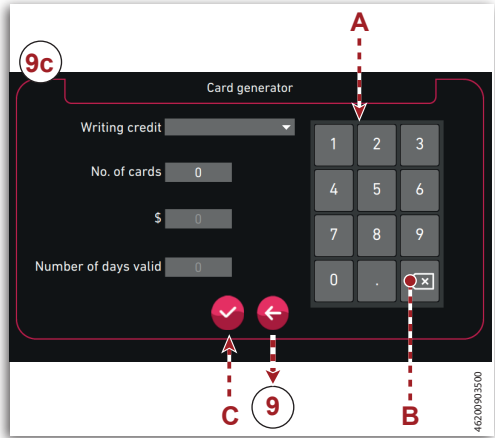 A
9c
Card generator
Writing credit
No. of cards 0
$ 0
Number of days valid 0
1 2 3
4 5 6
7 8 9
0 .
C
9
B
46200903500